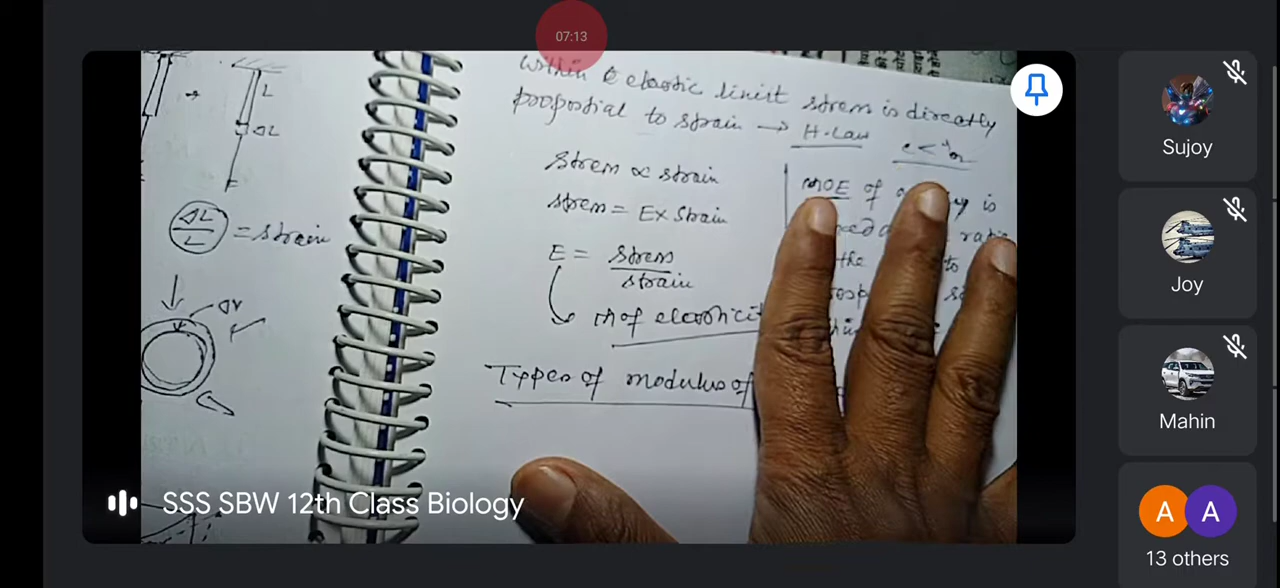 07:13
L
ΔL
ΔL/L = strain
Δr
Within elastic limit stress is directly
propostial to strain → H.Law
stress ∝ strain
stress = E x strain
E = stress/strain
M of elasticit
Types of modulus of
MOE of is
ratio
the to
SSS SBW 12th Class Biology
Sujoy
Joy
Mahin
A A
13 others